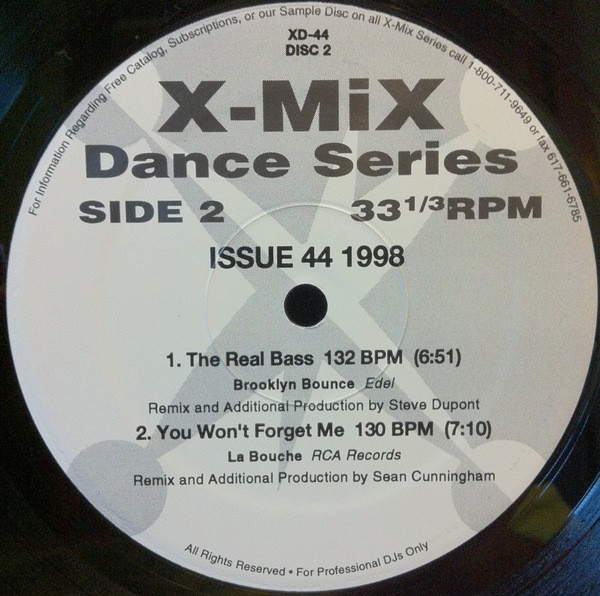 For Information Regarding Free Catalog, Subscriptions, or our Sample Disc on all X-Mix Series call 1-800-711-9649 or fax 617-661-6785
XD-44
DISC 2
X-MiX
Dance Series
SIDE 2 33 1/3 RPM
ISSUE 44 1998
1. The Real Bass 132 BPM (6:51)
Brooklyn Bounce Edel
Remix and Additional Production by Steve Dupont
2. You Won't Forget Me 130 BPM (7:10)
La Bouche RCA Records
Remix and Additional Production by Sean Cunningham
All Rights Reserved • For Professional DJs Only